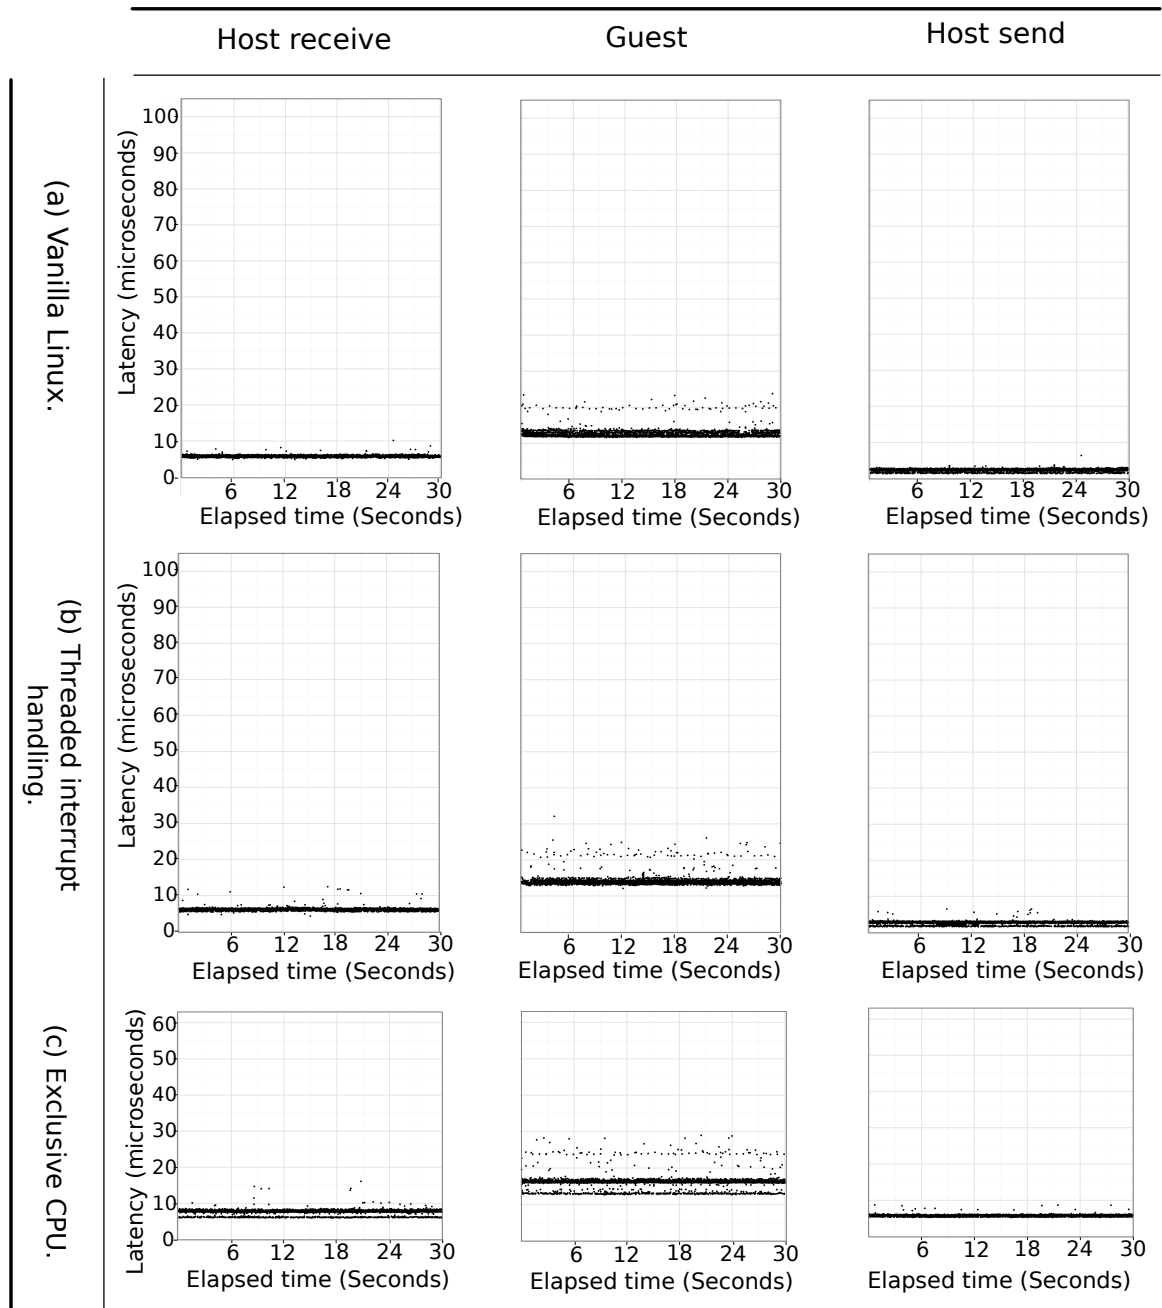 Host receive
Guest
Host send
(a) Vanilla Linux.
Latency (microseconds)
100
90
80
70
60
50
40
30
20
10
0
6 12 18 24 30
Elapsed time (Seconds)
6 12 18 24 30
Elapsed time (Seconds)
6 12 18 24 30
Elapsed time (Seconds)
(b) Threaded interrupt
handling.
Latency (microseconds)
100
90
80
70
60
50
40
30
20
10
0
6 12 18 24 30
Elapsed time (Seconds)
6 12 18 24 30
Elapsed time (Seconds)
6 12 18 24 30
Elapsed time (Seconds)
(c) Exclusive CPU.
Latency (microseconds)
60
50
40
30
20
10
0
6 12 18 24 30
Elapsed time (Seconds)
6 12 18 24 30
Elapsed time (Seconds)
6 12 18 24 30
Elapsed time (Seconds)